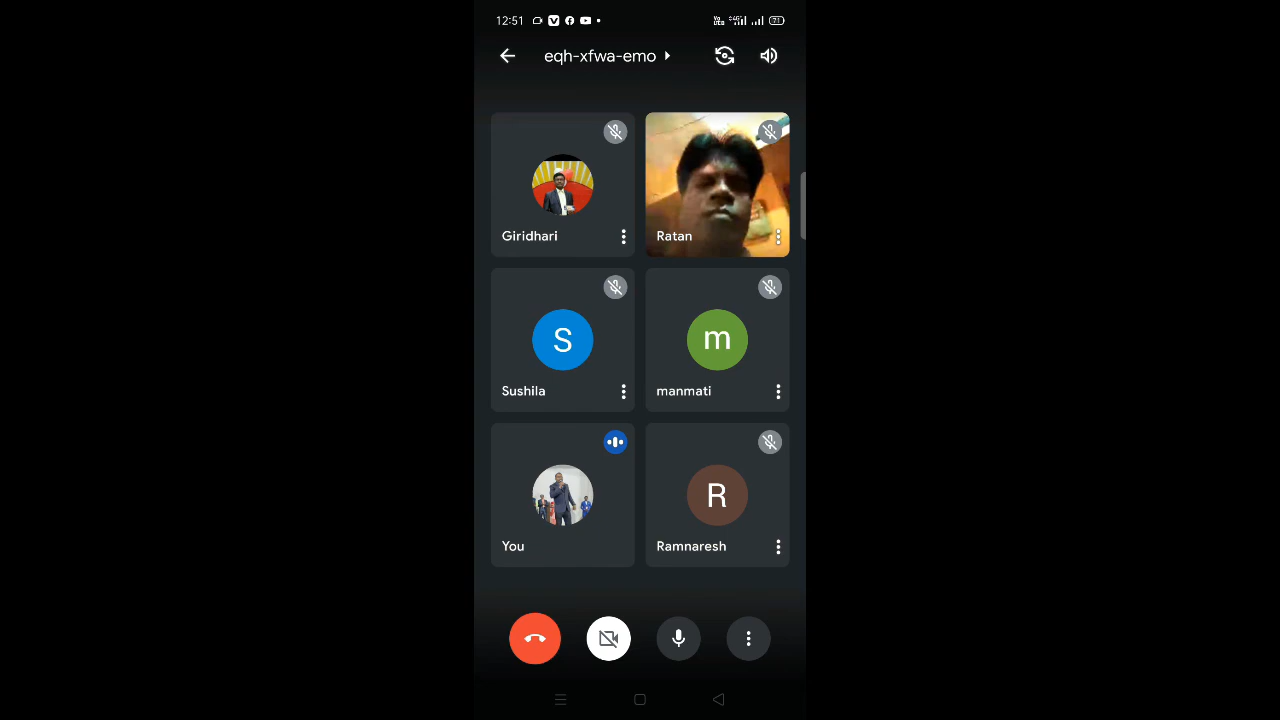 12:51
eqh-xfwa-emo
Giridhari
Ratan
S
Sushila
m
manmati
You
R
Ramnaresh